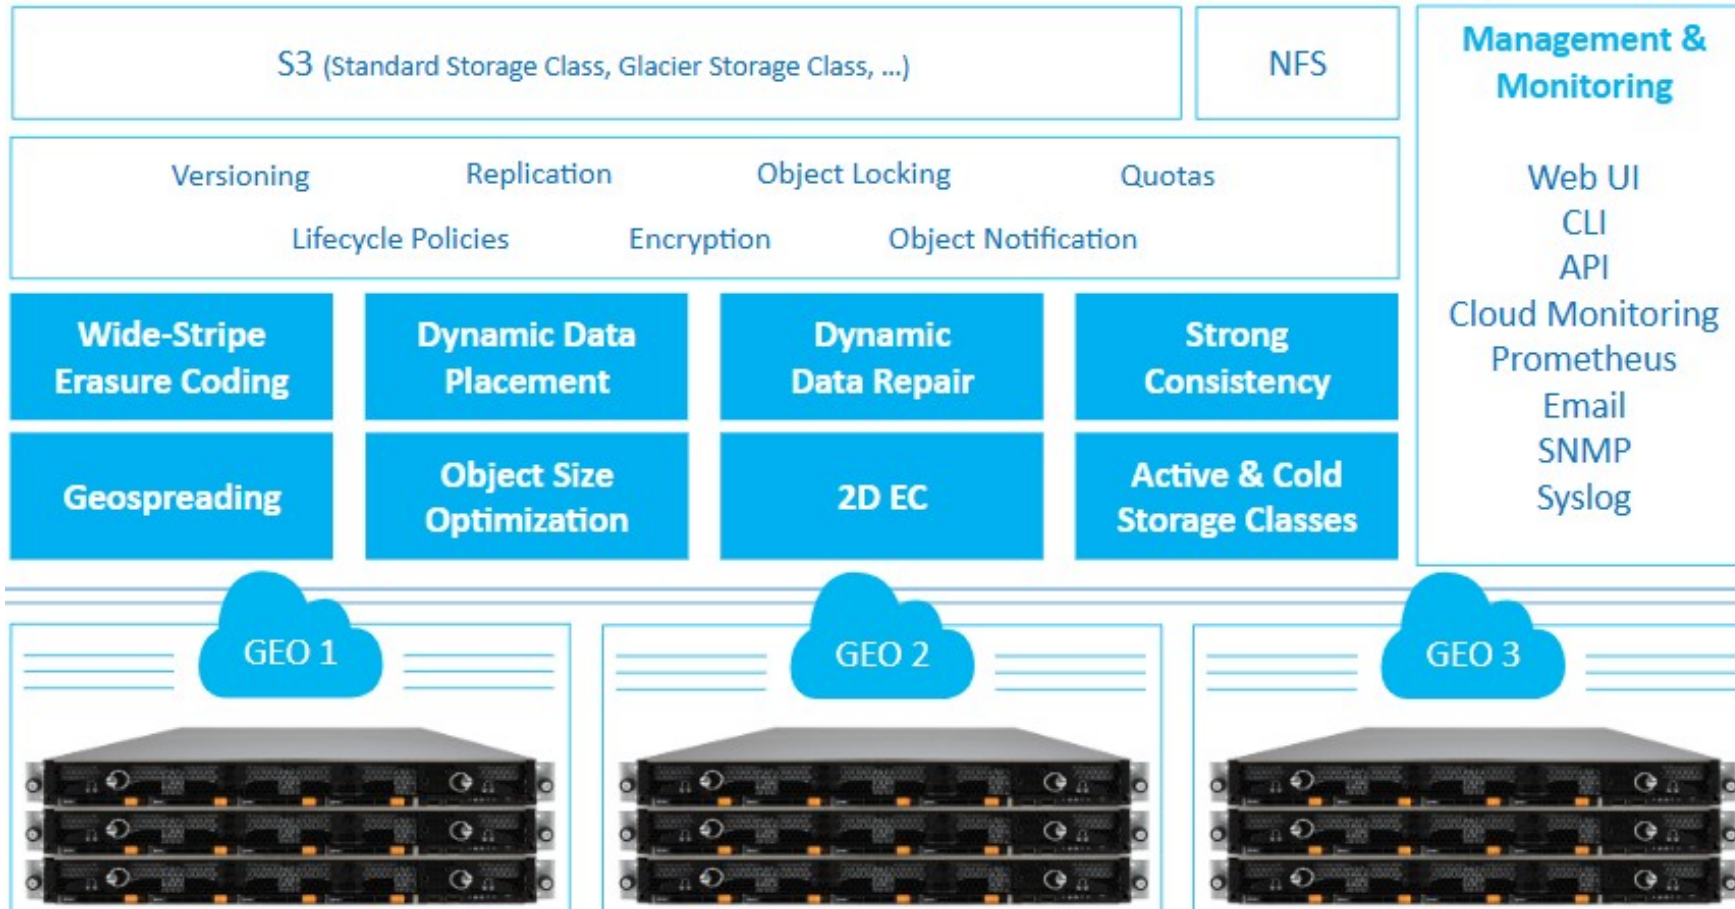 S3 (Standard Storage Class, Glacier Storage Class, ...)
NFS
Versioning
Replication
Object Locking
Quotas
Lifecycle Policies
Encryption
Object Notification
Wide-Stripe
Erasure Coding
Dynamic Data
Placement
Dynamic
Data Repair
Strong
Consistency
Geospreading
Object Size
Optimization
2D EC
Active & Cold
Storage Classes
Management &
Monitoring
Web UI
CLI
API
Cloud Monitoring
Prometheus
Email
SNMP
Syslog
GEO 1
GEO 2
GEO 3